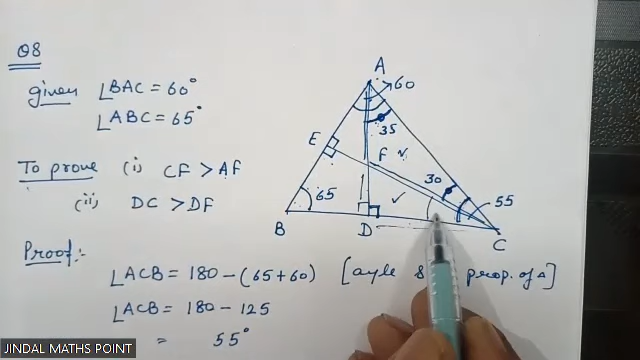 Q8
given ∠BAC = 60°
∠ABC = 65°
To prove (i) CF > AF
(ii) DC > DF
Proof:-
∠ACB = 180 - (65+60) [ angle S prop. of Δ ]
∠ACB = 180 - 125
= 55°
A
60
35
E
F ✓
30
✓
65
55
B
D
C
JINDAL MATHS POINT